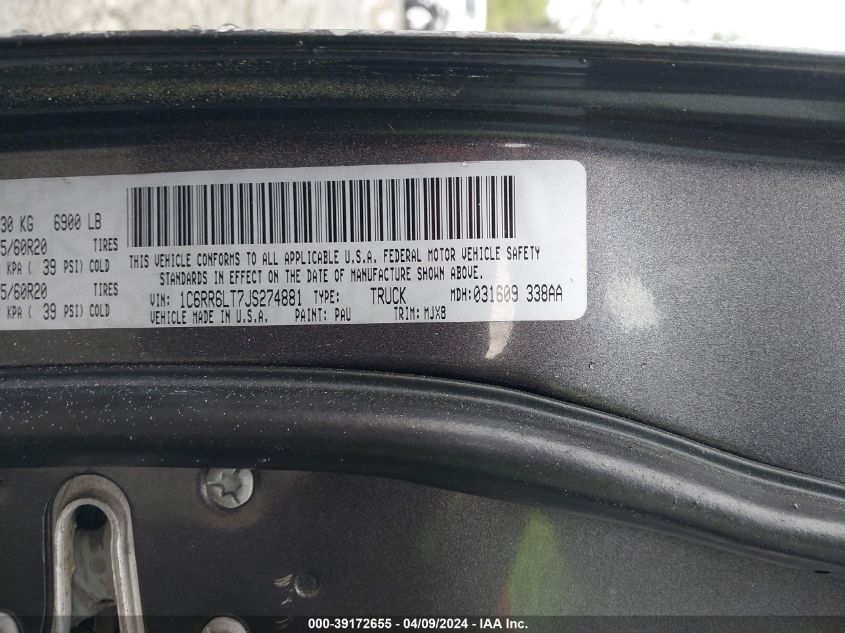 30 KG 6900 LB
5/60R20 TIRES
KPA ( 39 PSI) COLD
5/60R20 TIRES
KPA ( 39 PSI) COLD
THIS VEHICLE CONFORMS TO ALL APPLICABLE U.S.A. FEDERAL MOTOR VEHICLE SAFETY
STANDARDS IN EFFECT ON THE DATE OF MANUFACTURE SHOWN ABOVE.
VIN: 1C6RR6LT7JS274881 TYPE: TRUCK MDH:031609 338AA
VEHICLE MADE IN U.S.A. PAINT: PAU TRIM: MJX8
000-39172655 - 04/09/2024 - IAA Inc.